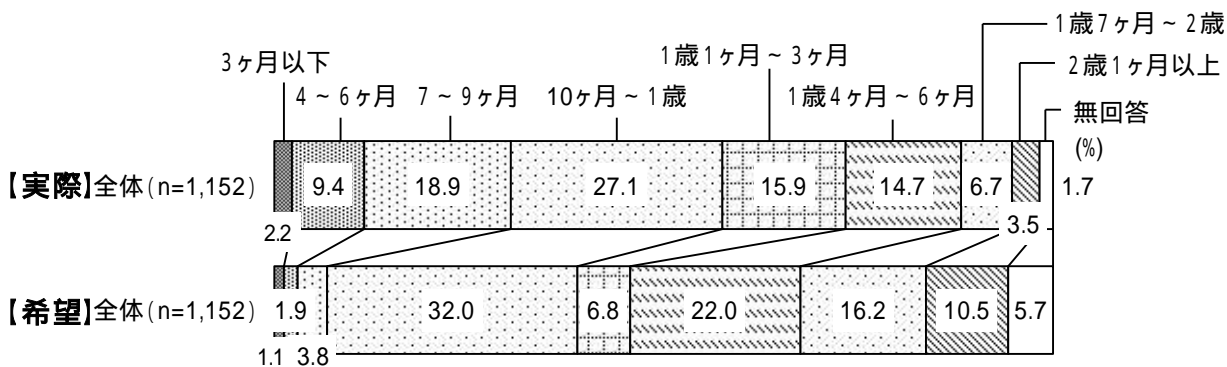 1歳7ヶ月～2歳
3ヶ月以下
1歳1ヶ月～3ヶ月
2歳1ヶ月以上
4～6ヶ月
7～9ヶ月
10ヶ月～1歳
1歳4ヶ月～6ヶ月
無回答
(%)
【実際】全体(n=1,152)
9.4
18.9
27.1
15.9
14.7
6.7
1.7
2.2
3.5
【希望】全体(n=1,152)
1.9
32.0
6.8
22.0
16.2
10.5
5.7
1.1
3.8